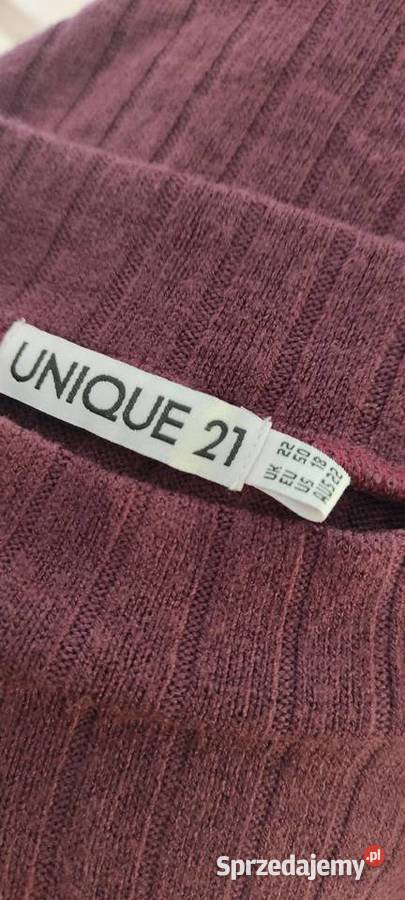 UNIQUE 21
UK 22
EU 50
US 18
AUS 22
Sprzedajemy.pl